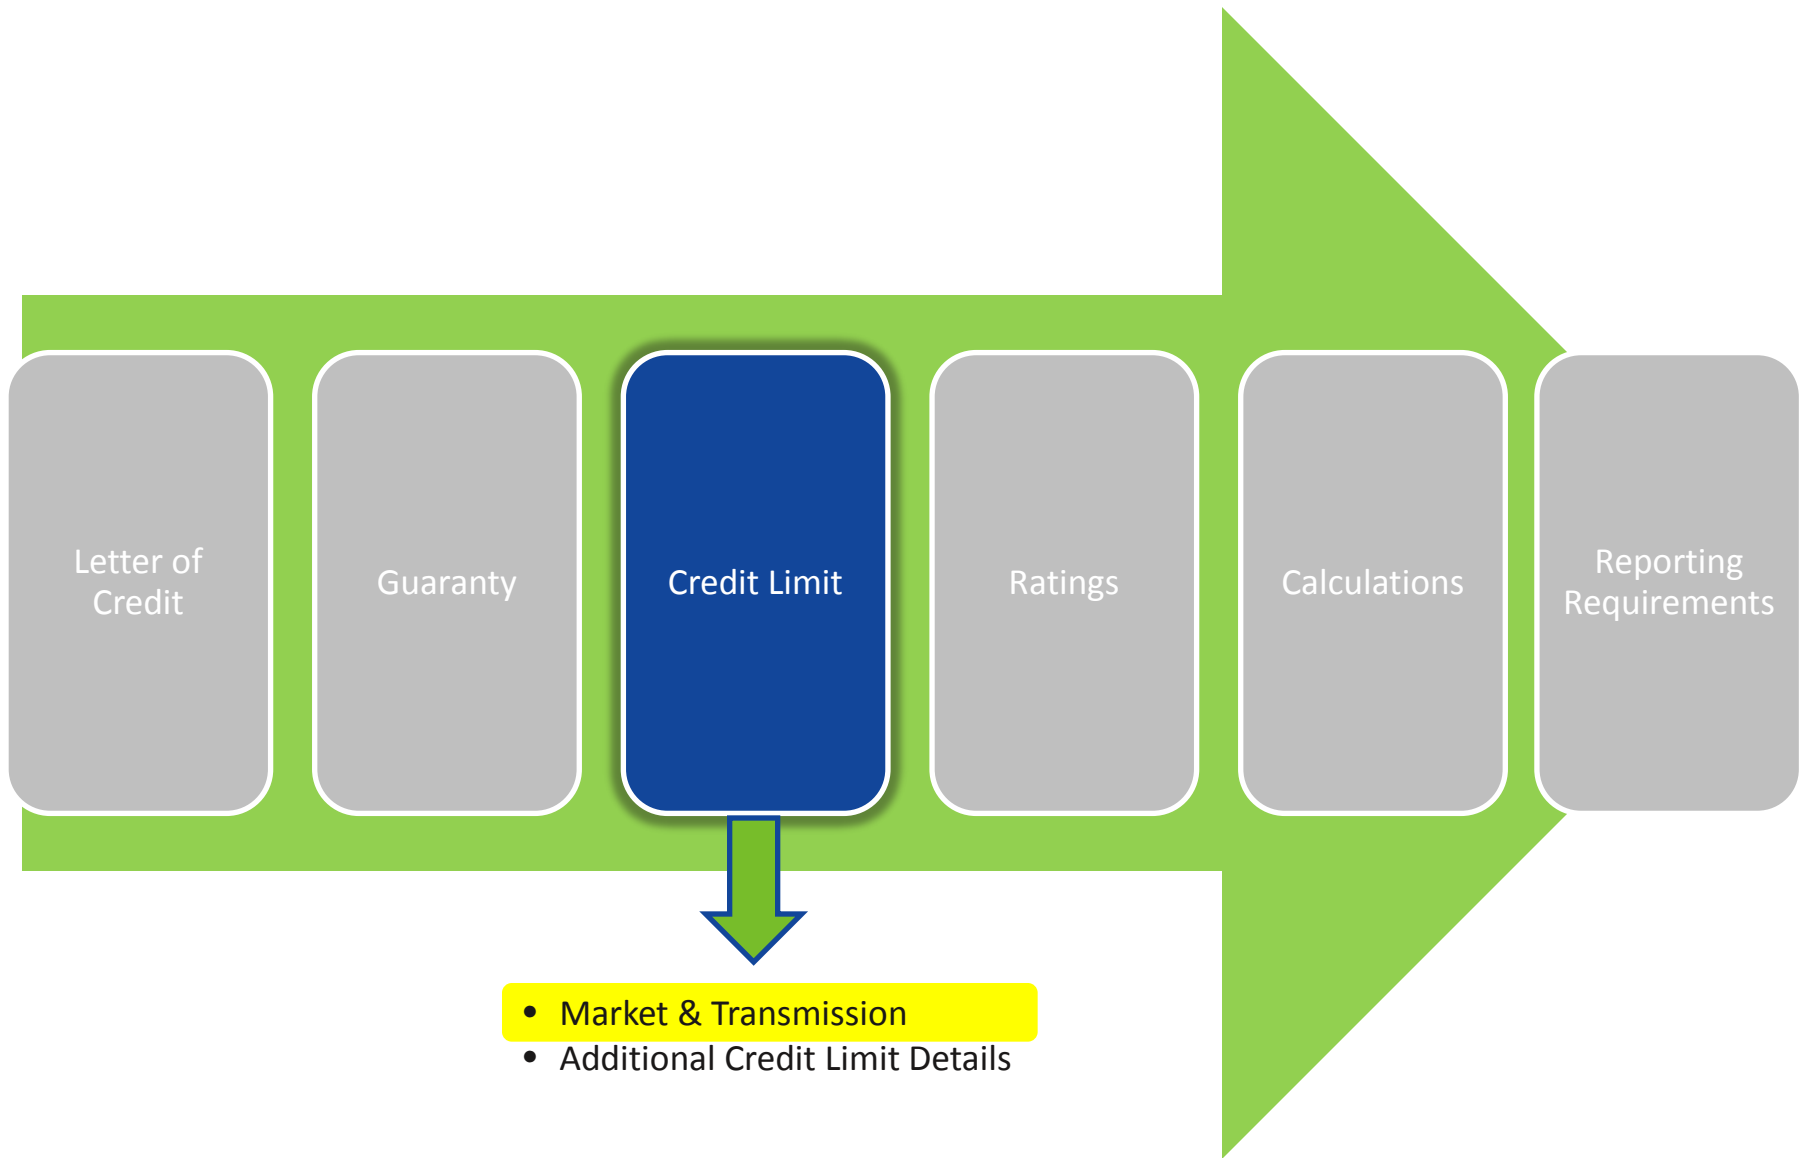 Letter of
Credit
Guaranty
Credit Limit
Ratings
Calculations
Reporting
Requirements
• Market & Transmission
• Additional Credit Limit Details